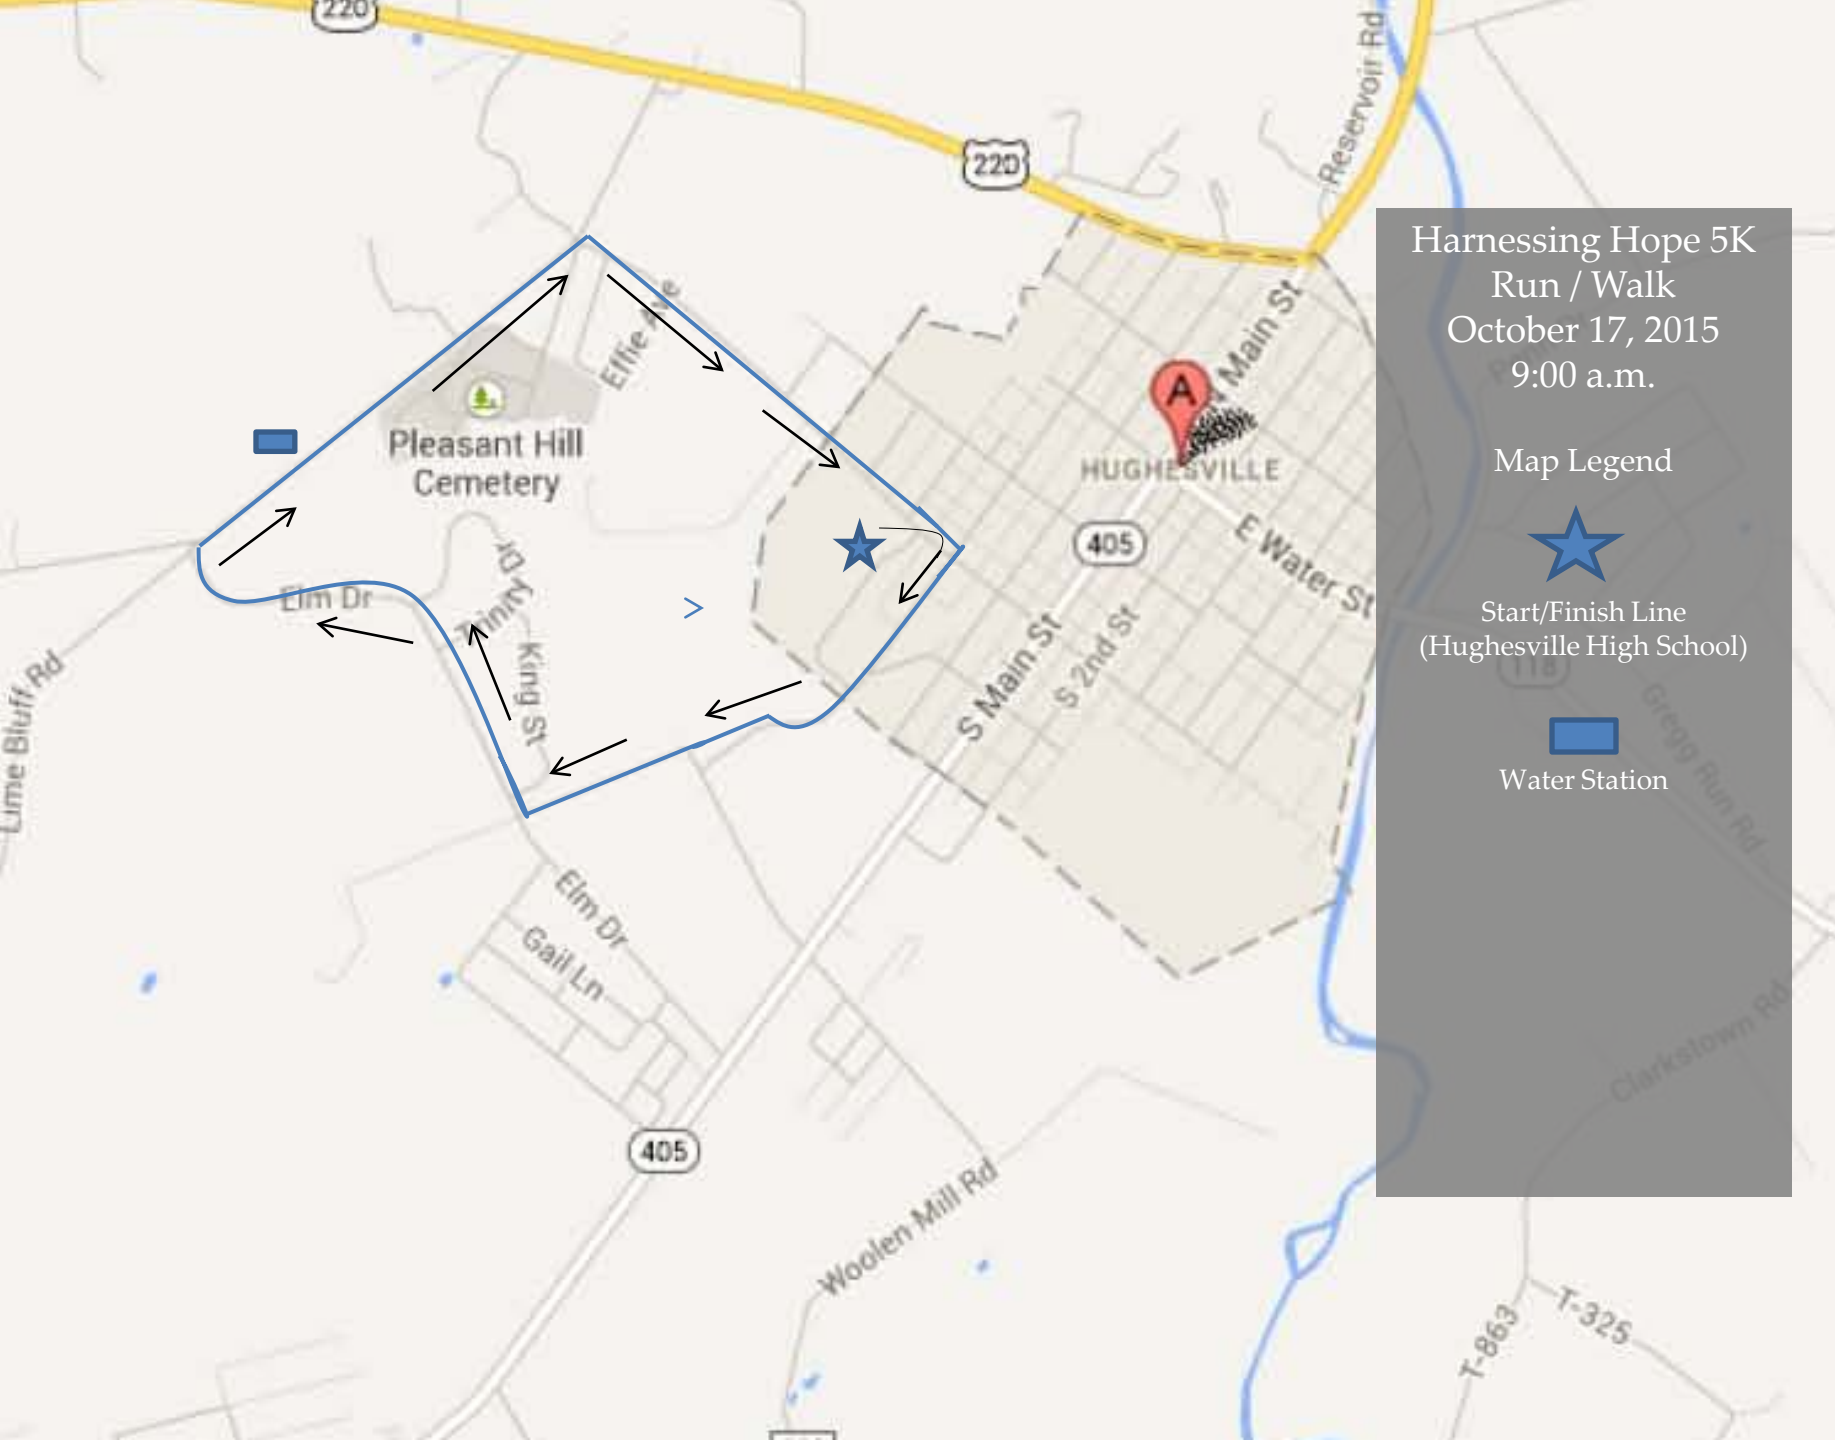 220
Reservoir Rd
220
Harnessing Hope 5K
Run / Walk
October 17, 2015
9:00 a.m.
Map Legend
Start/Finish Line
(Hughesville High School)
118
Water Station
Gregg Run Rd
Clarkstown Rd
Effie Ave
Main St
A
Pleasant Hill
Cemetery
HUGHESVILLE
405
E Water St
Trinity Dr
Elm Dr
King St
>
S Main St
S 2nd St
Lime Bluff Rd
Elm Dr
Gail Ln
405
Woolen Mill Rd
T-863
T-325